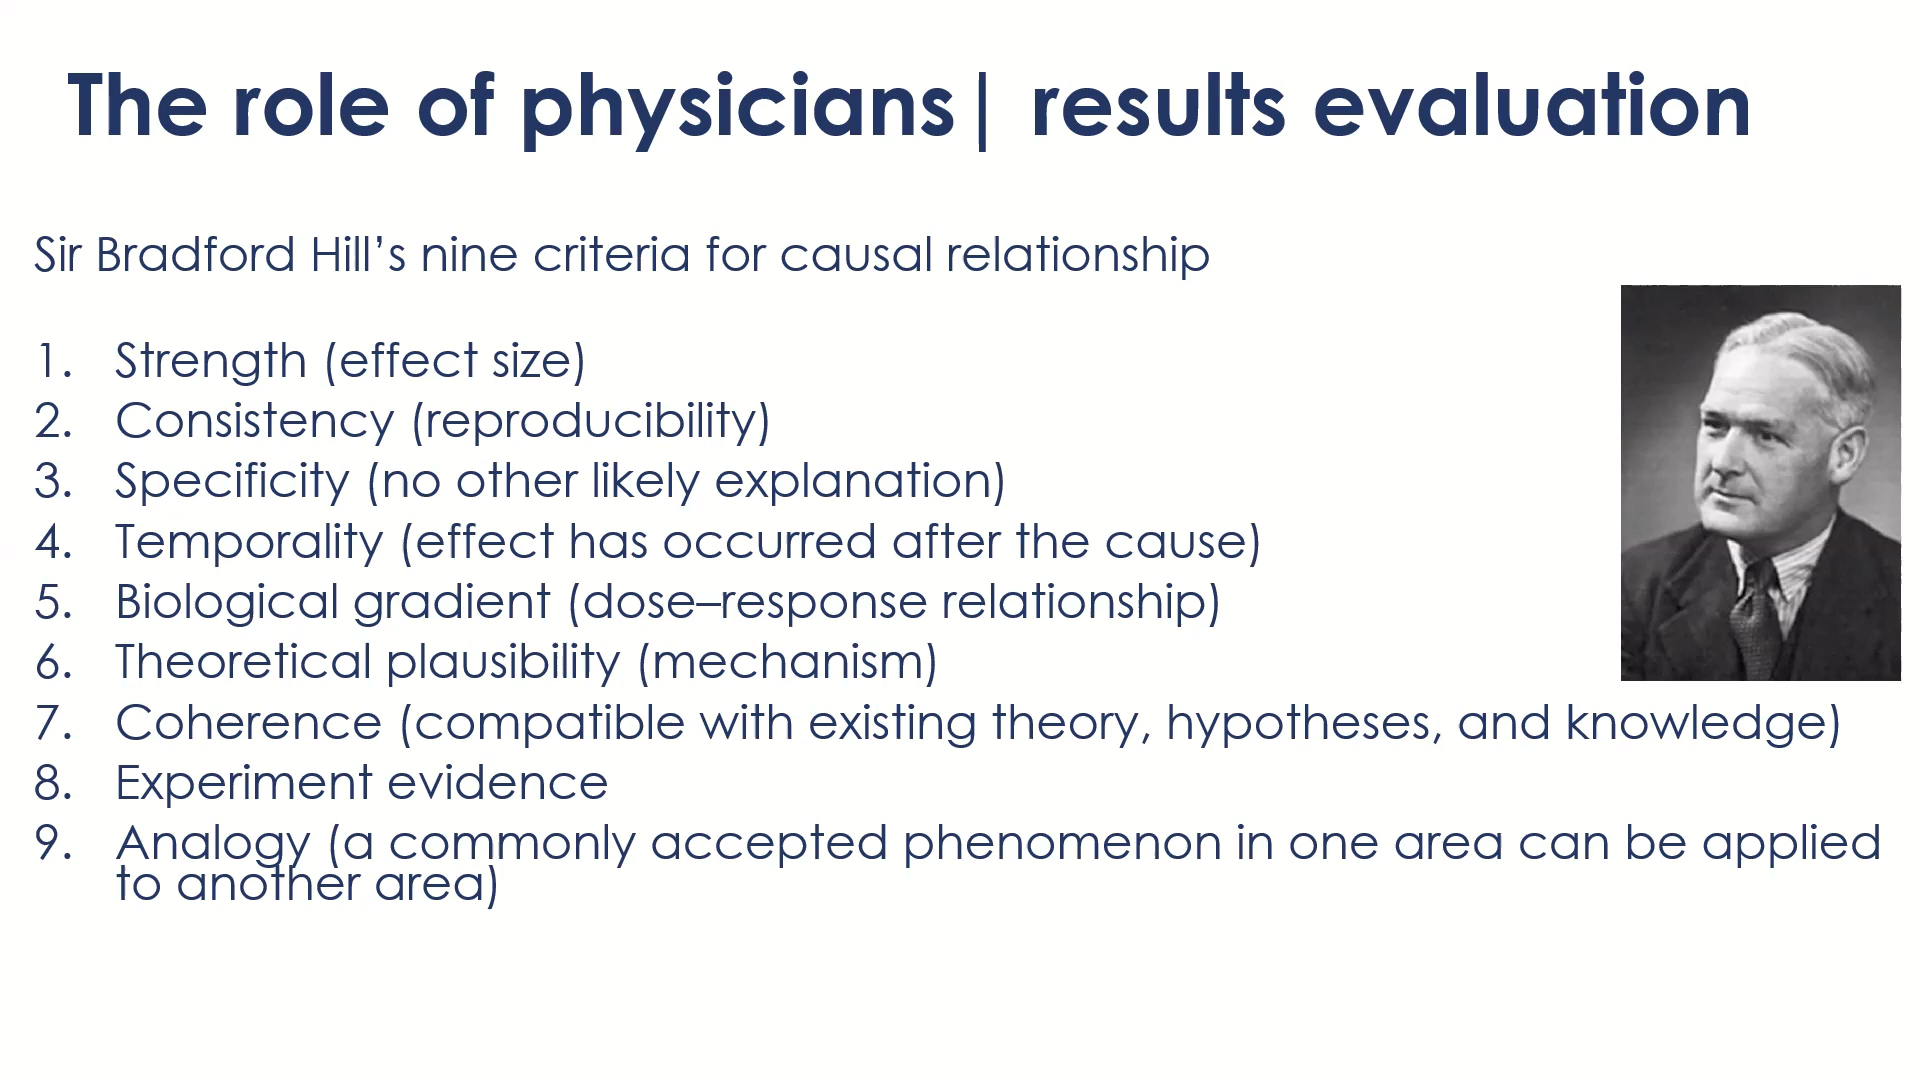 The role of physicians| results evaluation
Sir Bradford Hill’s nine criteria for causal relationship
1. Strength (effect size)
2. Consistency (reproducibility)
3. Specificity (no other likely explanation)
4. Temporality (effect has occurred after the cause)
5. Biological gradient (dose–response relationship)
6. Theoretical plausibility (mechanism)
7. Coherence (compatible with existing theory, hypotheses, and knowledge)
8. Experiment evidence
9. Analogy (a commonly accepted phenomenon in one area can be applied
to another area)